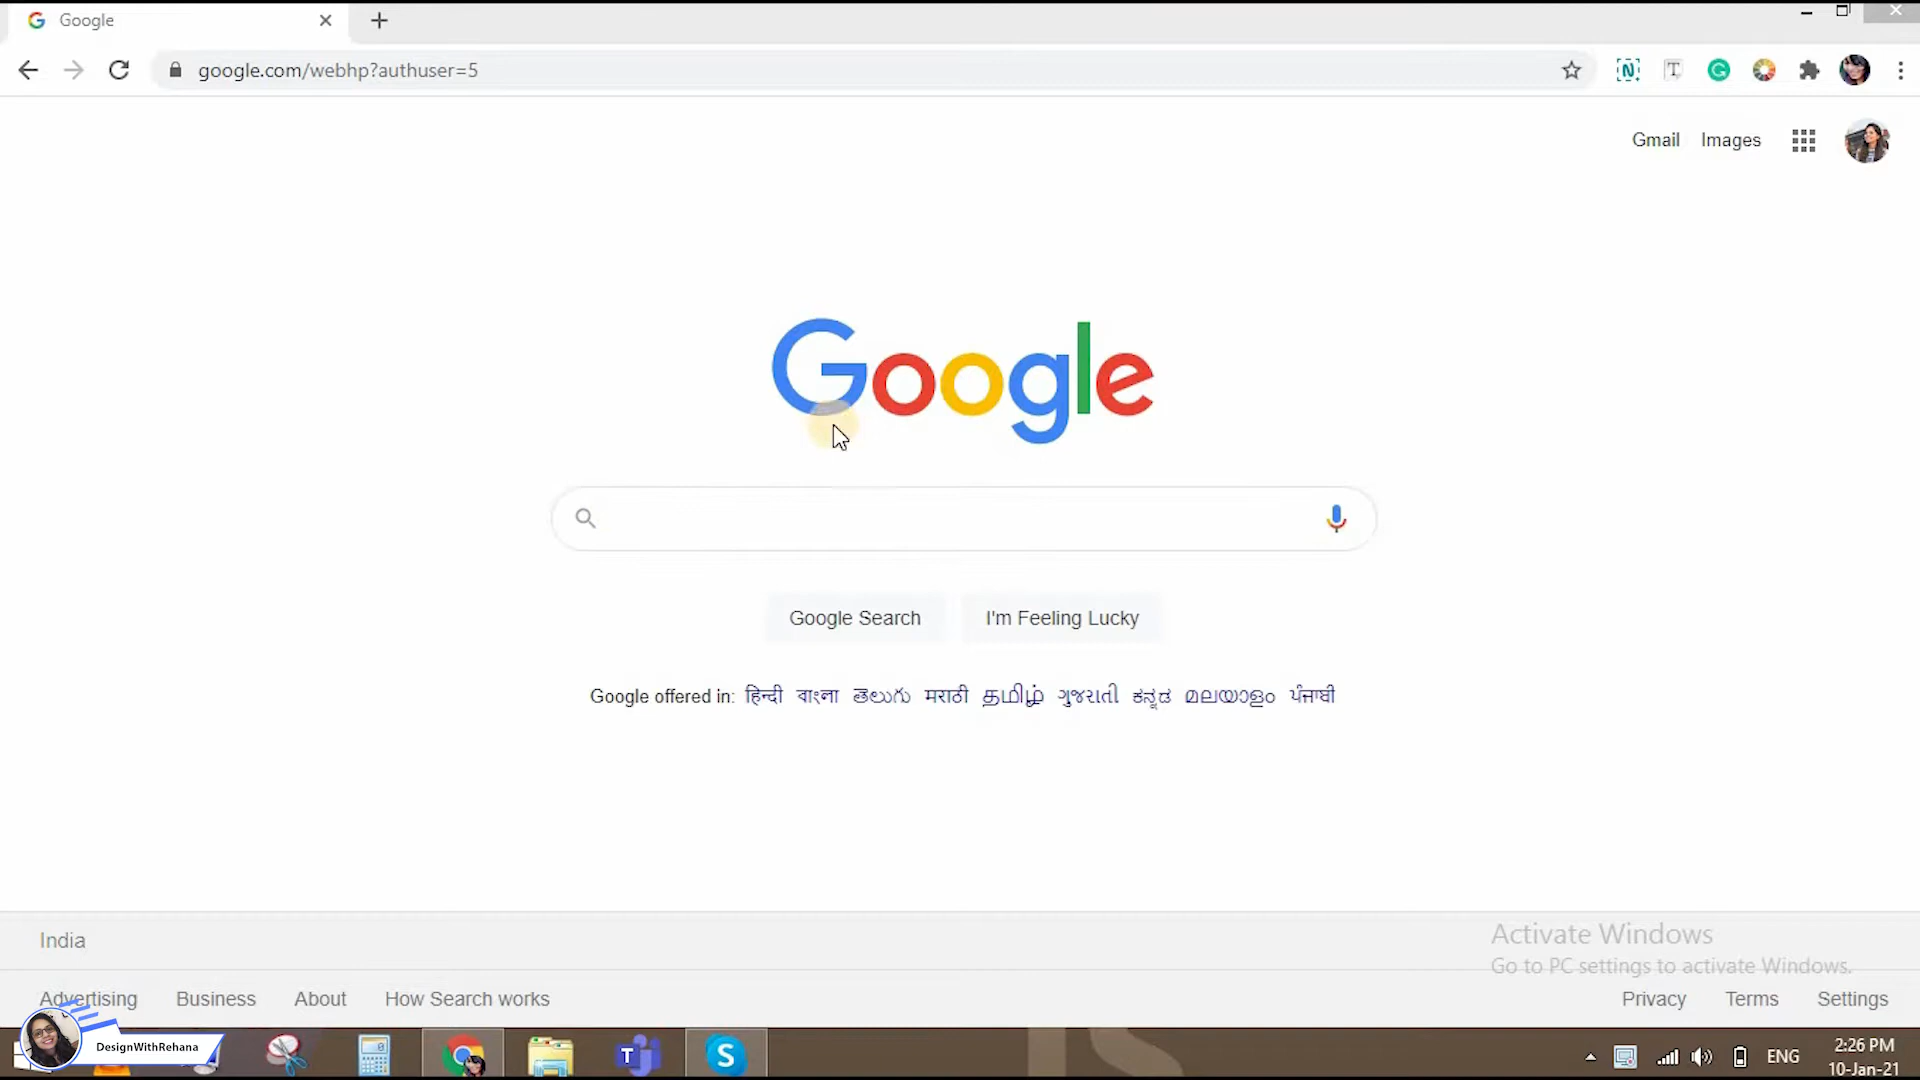 Google
google.com/webhp?authuser=5
Gmail Images
Google
Google Search I'm Feeling Lucky
Google offered in: हिन्दी বাংলা తెలుగు मराठी தமிழ் ગુજરાતી ಕನ್ನಡ മലയാളം ਪੰਜਾਬੀ
India
Activate Windows
Go to PC settings to activate Windows.
Advertising Business About How Search works Privacy Terms Settings
DesignWithRehana
ENG
2:26 PM
10-Jan-21